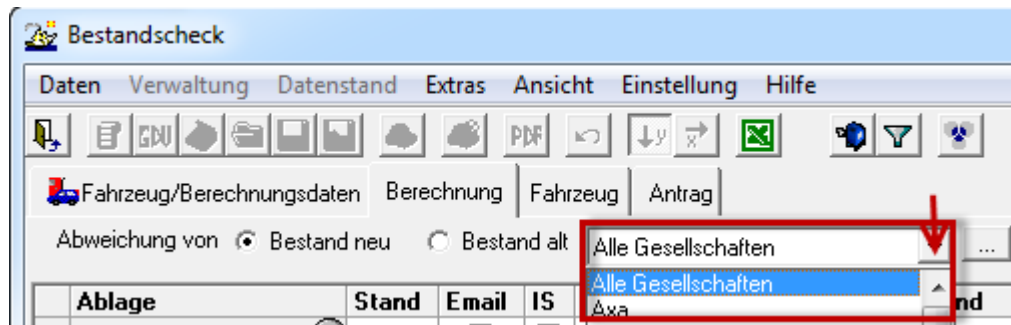 Bestandscheck
Daten Verwaltung Datenstand Extras Ansicht Einstellung Hilfe
GDU PDF y x
Fahrzeug/Berechnungsdaten Berechnung Fahrzeug Antrag
Abweichung von Bestand neu Bestand alt Alle Gesellschaften ...
Alle Gesellschaften
Ablage Stand Email IS Axa